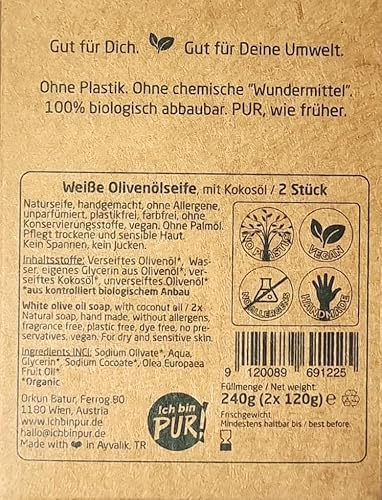 Gut für Dich. Gut für Deine Umwelt.
Ohne Plastik. Ohne chemische "Wundermittel".
100% biologisch abbaubar. PUR, wie früher.
Weiße Olivenölseife, mit Kokosöl / 2 Stück
Naturseife, handgemacht, ohne Allergene,
unparfümiert, plastikfrei, farbfrei, ohne
Konservierungsstoffe, vegan. Ohne Palmöl.
Pflegt trockene und sensible Haut.
Kein Spannen, kein Jucken.
Inhaltsstoffe: Verseiftes Olivenöl*, Was-
ser, eigenes Glycerin aus Olivenöl*, ver-
seiftes Kokosöl*, unverseiftes Olivenöl*
*aus kontrolliert biologischem Anbau
White olive oil soap, with coconut oil / 2x
Natural soap, hand made, without allergens,
fragrance free, plastic free, dye free, no pre-
servatives, vegan. For dry and sensitive skin.
Ingredients INCI: Sodium Olivate*, Aqua,
Glycerin*, Sodium Cocoate*, Olea Europaea
Fruit Oil*
*Organic
Orkun Batur, Ferrog.80
1180 Wien, Austria
www.ichbinpur.de
hallo@ichbinpur.de
Made with ❤ in Ayvalık, TR
Ich bin
PUR!
VEGAN
HANDMADE
9 120089 691225
Füllmenge / Net weight:
240g (2x 120g)
Frischgewicht.
Mindestens haltbar bis / best before.